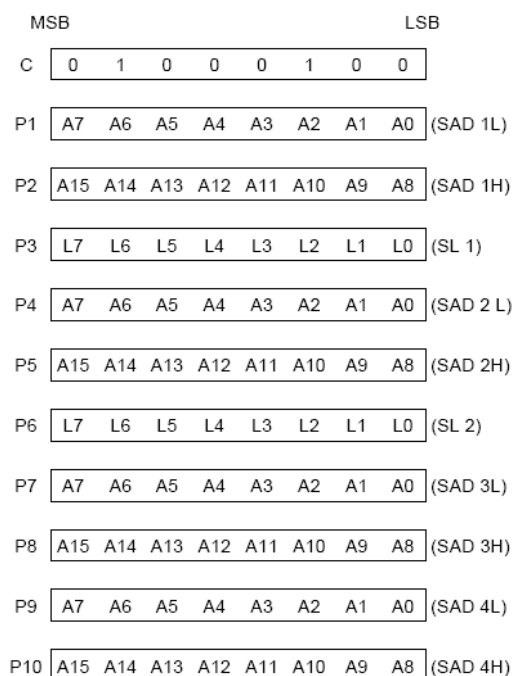 MSB LSB
C 0 1 0 0 0 1 0 0
P1 A7 A6 A5 A4 A3 A2 A1 A0 (SAD 1L)
P2 A15 A14 A13 A12 A11 A10 A9 A8 (SAD 1H)
P3 L7 L6 L5 L4 L3 L2 L1 L0 (SL 1)
P4 A7 A6 A5 A4 A3 A2 A1 A0 (SAD 2 L)
P5 A15 A14 A13 A12 A11 A10 A9 A8 (SAD 2H)
P6 L7 L6 L5 L4 L3 L2 L1 L0 (SL 2)
P7 A7 A6 A5 A4 A3 A2 A1 A0 (SAD 3L)
P8 A15 A14 A13 A12 A11 A10 A9 A8 (SAD 3H)
P9 A7 A6 A5 A4 A3 A2 A1 A0 (SAD 4L)
P10 A15 A14 A13 A12 A11 A10 A9 A8 (SAD 4H)